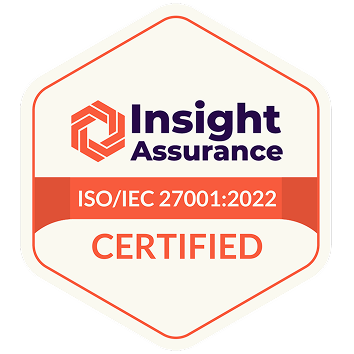 Insight
Assurance
ISO/IEC 27001:2022
CERTIFIED